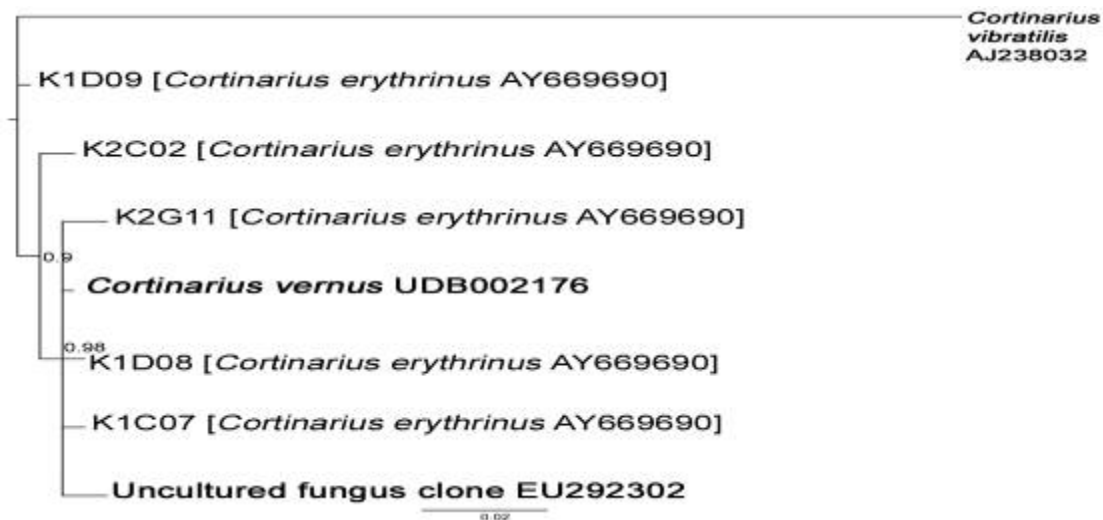 Cortinarius
vibratilis
AJ238032
K1D09 [Cortinarius erythrinus AY669690]
K2C02 [Cortinarius erythrinus AY669690]
K2G11 [Cortinarius erythrinus AY669690]
0.9
Cortinarius vernus UDB002176
0.98
K1D08 [Cortinarius erythrinus AY669690]
K1C07 [Cortinarius erythrinus AY669690]
Uncultured fungus clone EU292302
0.02